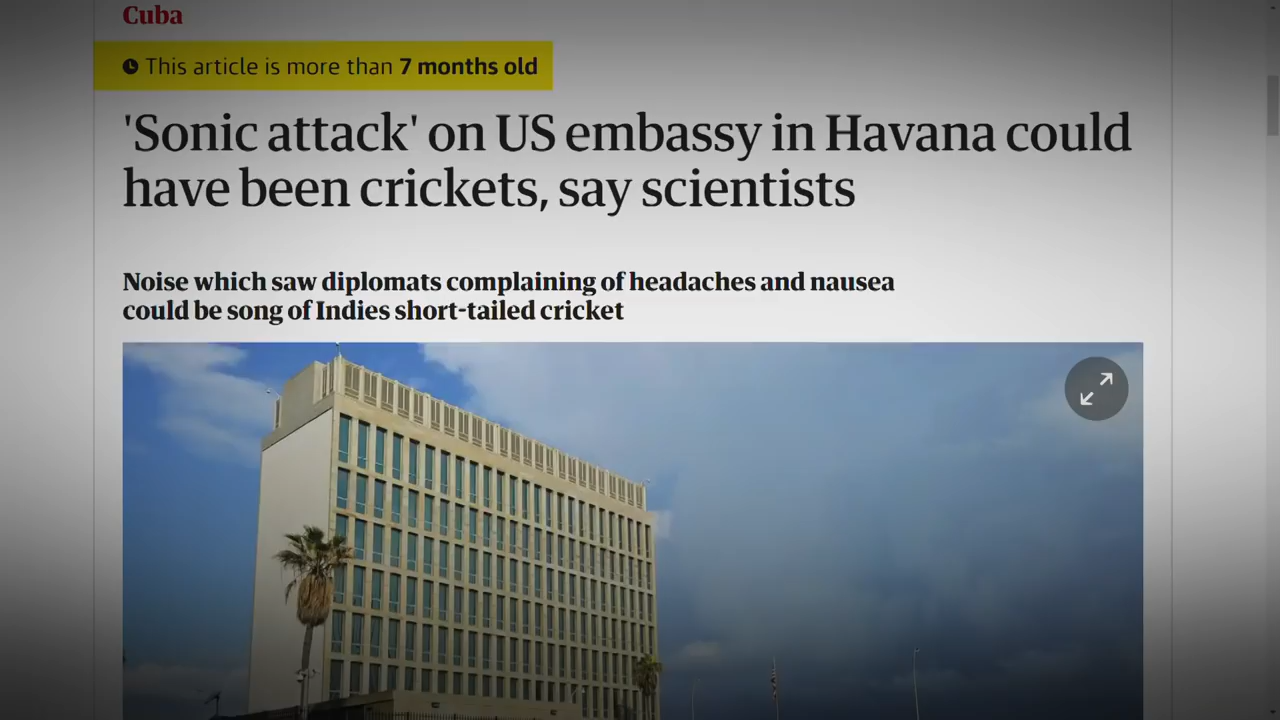 Cuba
This article is more than 7 months old
'Sonic attack' on US embassy in Havana could
have been crickets, say scientists
Noise which saw diplomats complaining of headaches and nausea
could be song of Indies short-tailed cricket